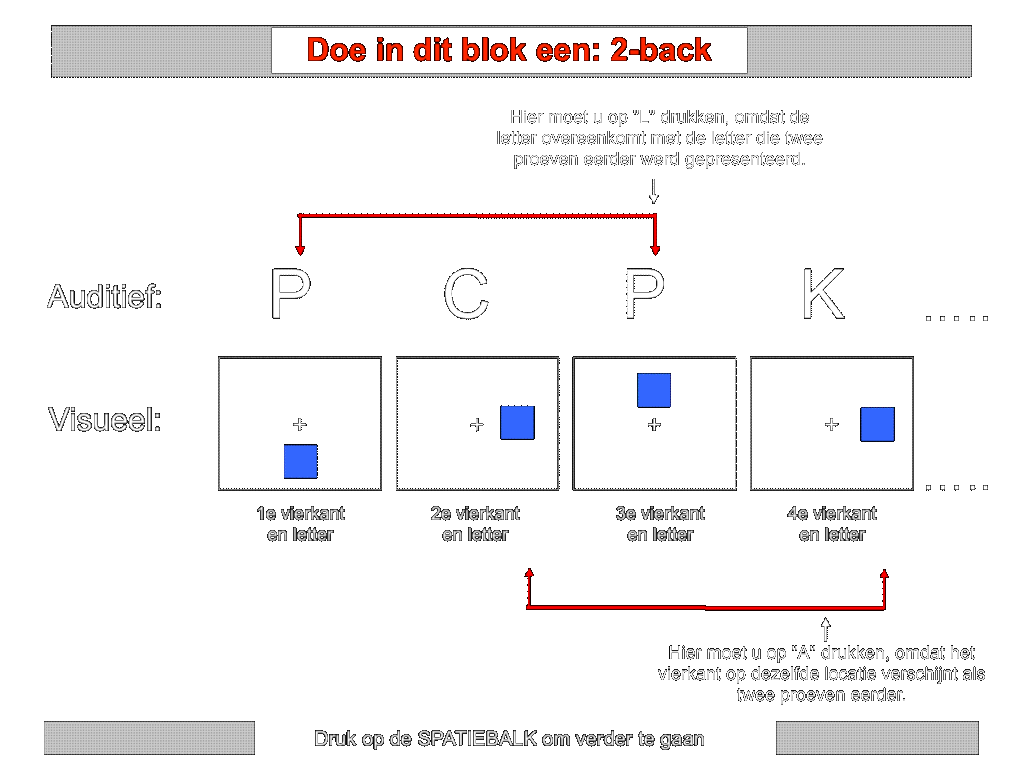 Doe in dit blok een: 2-back
Hier moet u op "L" drukken, omdat de
letter overeenkomt met de letter die twee
proeven eerder werd gepresenteerd.
Auditief: P C P K .....
Visueel: + + + + .....
1e vierkant 2e vierkant 3e vierkant 4e vierkant
en letter en letter en letter en letter
Hier moet u op "A" drukken, omdat het
vierkant op dezelfde locatie verschijnt als
twee proeven eerder.
Druk op de SPATIEBALK om verder te gaan